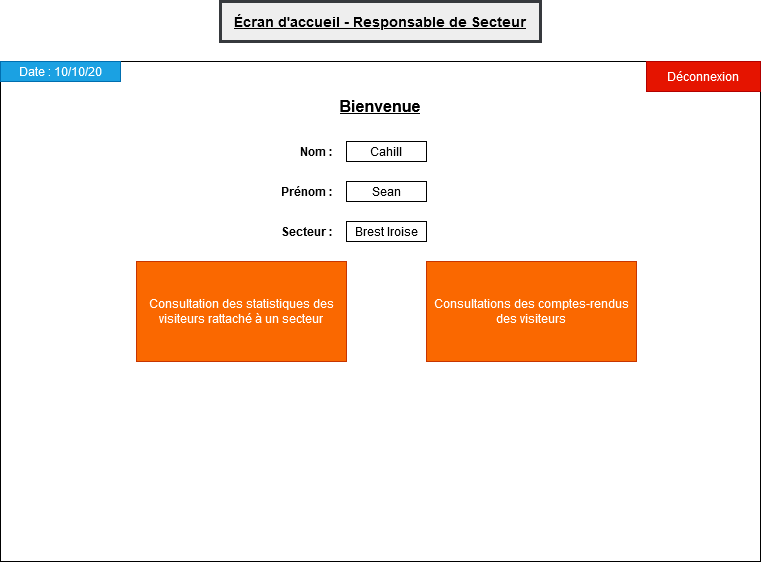 Écran d'accueil - Responsable de Secteur
Date : 10/10/20
Déconnexion
Bienvenue
Nom : Cahill
Prénom : Sean
Secteur : Brest Iroise
Consultation des statistiques des
visiteurs rattaché à un secteur
Consultations des comptes-rendus
des visiteurs